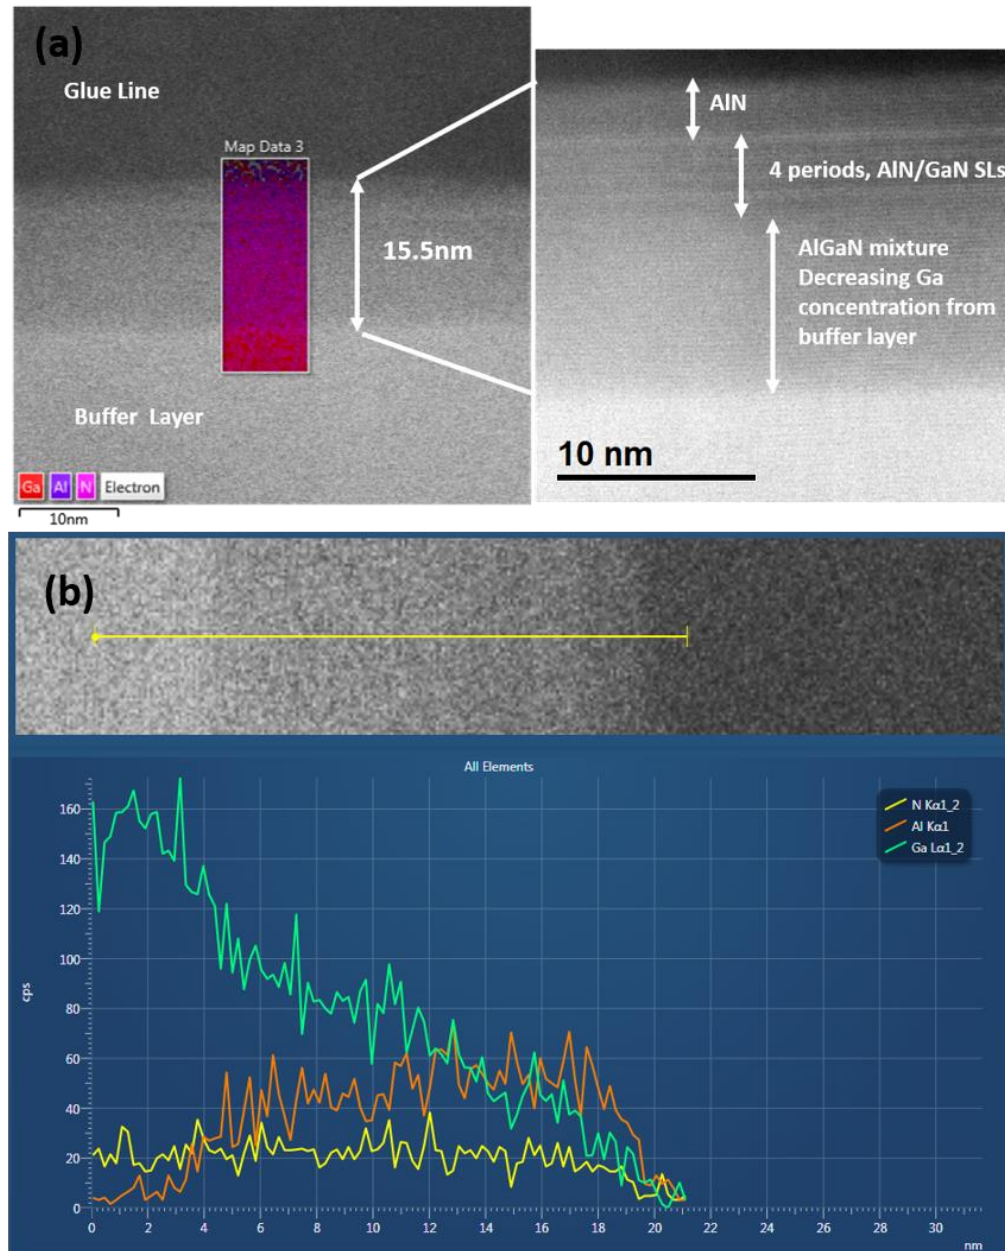 (a)
Glue Line
Map Data 3
15.5nm
Buffer Layer
Ga Al N Electron
10nm
AlN
4 periods, AlN/GaN SLs
AlGaN mixture
Decreasing Ga
concentration from
buffer layer
10 nm
(b)
All Elements
N Kα1_2
Al Kα1
Ga Lα1_2
160
140
120
100
80
60
40
20
0
cps
0 2 4 6 8 10 12 14 16 18 20 22 24 26 28 30
nm